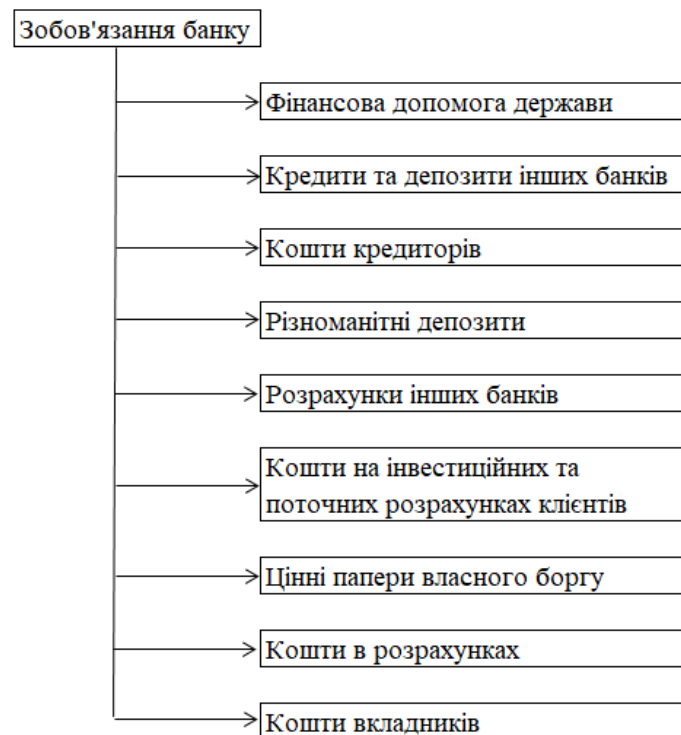 Зобов'язання банку
Фінансова допомога держави
Кредити та депозити інших банків
Кошти кредиторів
Різноманітні депозити
Розрахунки інших банків
Кошти на інвестиційних та
поточних розрахунках клієнтів
Цінні папери власного боргу
Кошти в розрахунках
Кошти вкладників